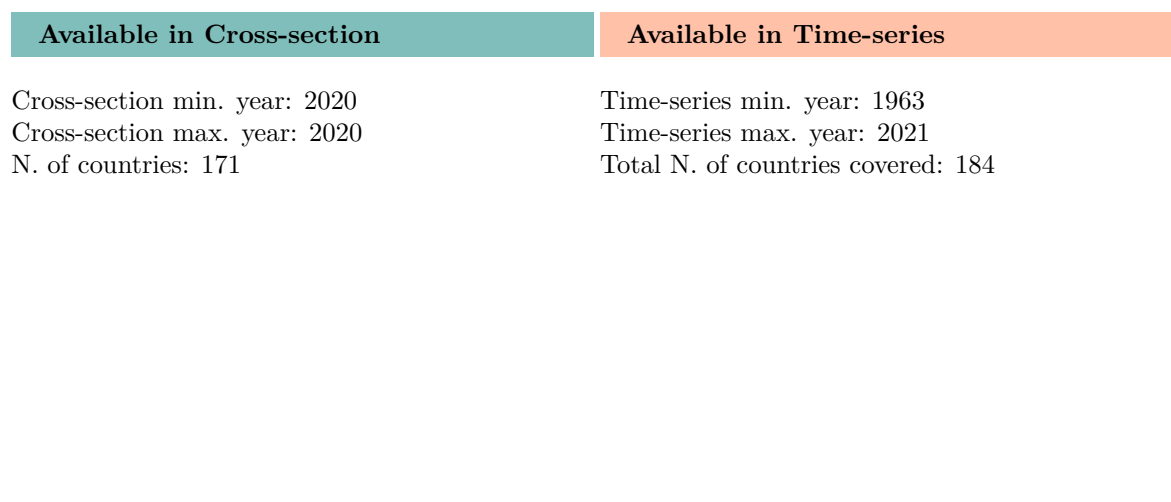 Available in Cross-section
Cross-section min. year: 2020
Cross-section max. year: 2020
N. of countries: 171
Available in Time-series
Time-series min. year: 1963
Time-series max. year: 2021
Total N. of countries covered: 184